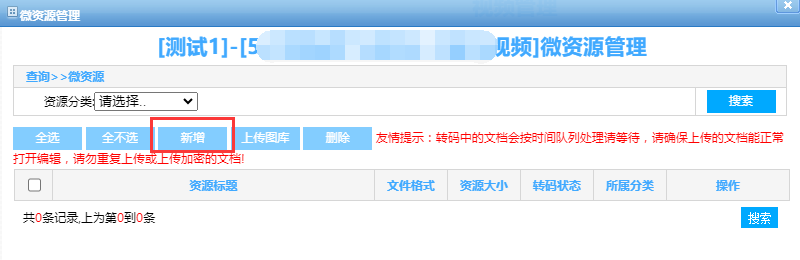 微资源管理
[测试1]-[5 视频]微资源管理
查询>>微资源
资源分类: 请选择.. 搜索
全选 全不选 新增 上传图库 删除 友情提示：转码中的文档会按时间队列处理请等待，请确保上传的文档能正常
打开编辑，请勿重复上传或上传加密的文档!
资源标题 文件格式 资源大小 转码状态 所属分类 操作
共0条记录,上为第0到0条 搜索